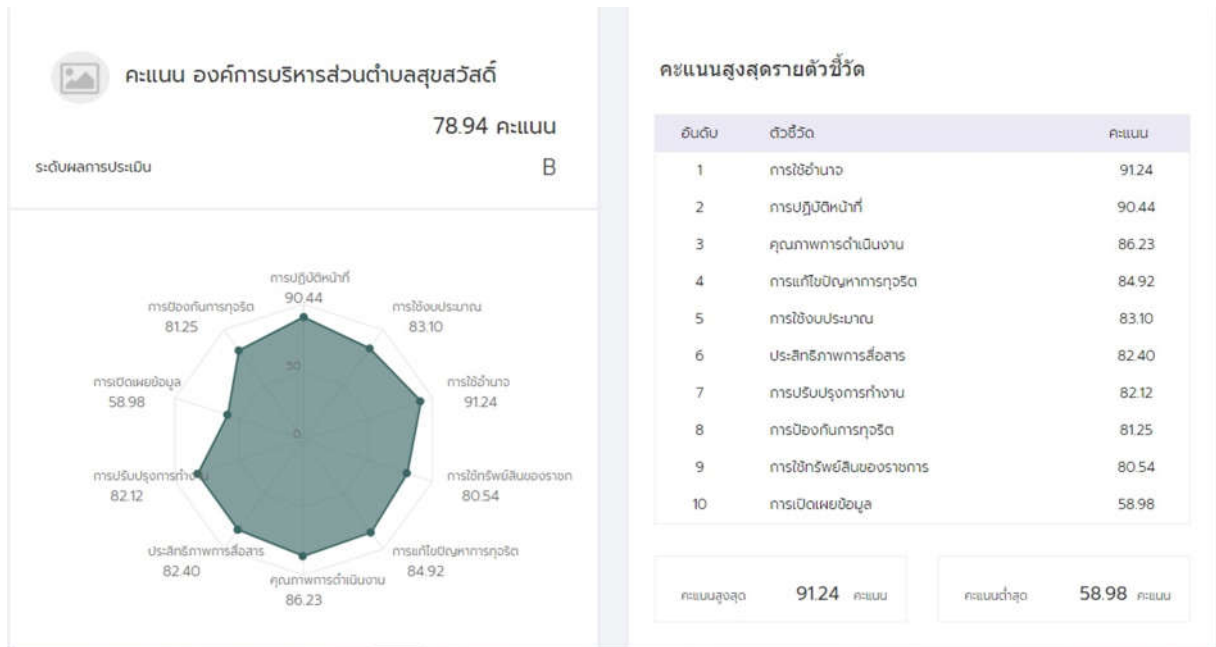 คะแนน องค์การบริหารส่วนตำบลสุขสวัสดิ์
78.94 คะแนน
ระดับผลการประเมิน B
การปฏิบัติหน้าที่
90.44
การป้องกันการทุจริต
81.25
การใช้งบประมาณ
83.10
50
การเปิดเผยข้อมูล
58.98
การใช้อำนาจ
91.24
0
การปรับปรุงการทำงาน
82.12
การใช้ทรัพย์สินของราชก
80.54
ประสิทธิภาพการสื่อสาร
82.40
การแก้ไขปัญหาการทุจริต
84.92
คุณภาพการดำเนินงาน
86.23
คะแนนสูงสุดรายตัวชี้วัด
อันดับ ตัวชี้วัด คะแนน
1 การใช้อำนาจ 91.24
2 การปฏิบัติหน้าที่ 90.44
3 คุณภาพการดำเนินงาน 86.23
4 การแก้ไขปัญหาการทุจริต 84.92
5 การใช้งบประมาณ 83.10
6 ประสิทธิภาพการสื่อสาร 82.40
7 การปรับปรุงการทำงาน 82.12
8 การป้องกันการทุจริต 81.25
9 การใช้ทรัพย์สินของราชการ 80.54
10 การเปิดเผยข้อมูล 58.98
คะแนนสูงสุด 91.24 คะแนน
คะแนนต่ำสุด 58.98 คะแนน